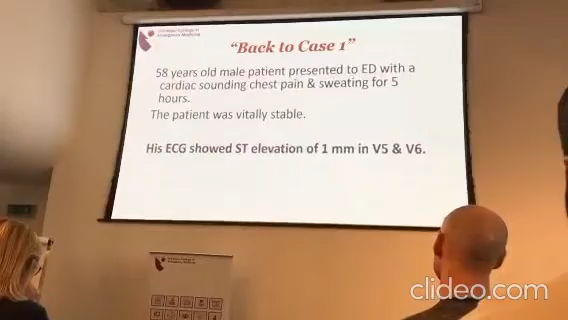 “Back to Case 1”
58 years old male patient presented to ED with a
cardiac sounding chest pain & sweating for 5
hours.
The patient was vitally stable.
His ECG showed ST elevation of 1 mm in V5 & V6.
clideo.com